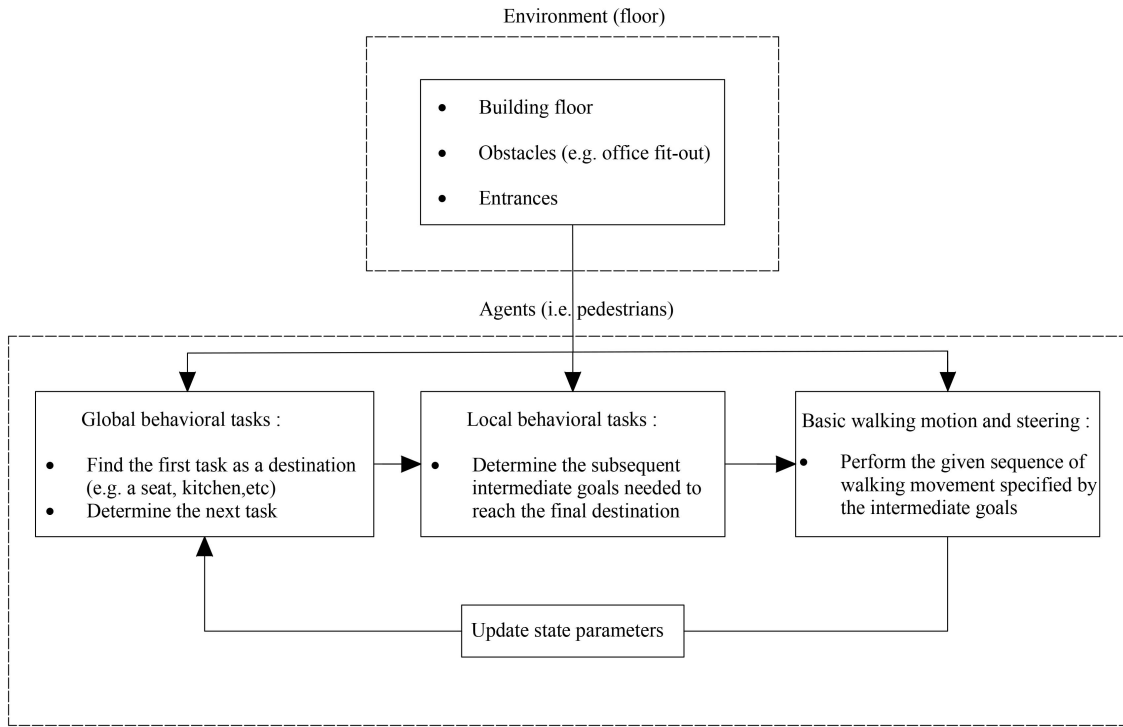 Environment (floor)
• Building floor
• Obstacles (e.g. office fit-out)
• Entrances
Agents (i.e. pedestrians)
Global behavioral tasks :
• Find the first task as a destination
(e.g. a seat, kitchen,etc)
• Determine the next task
Local behavioral tasks :
• Determine the subsequent
intermediate goals needed to
reach the final destination
Basic walking motion and steering :
• Perform the given sequence of
walking movement specified by
the intermediate goals
Update state parameters